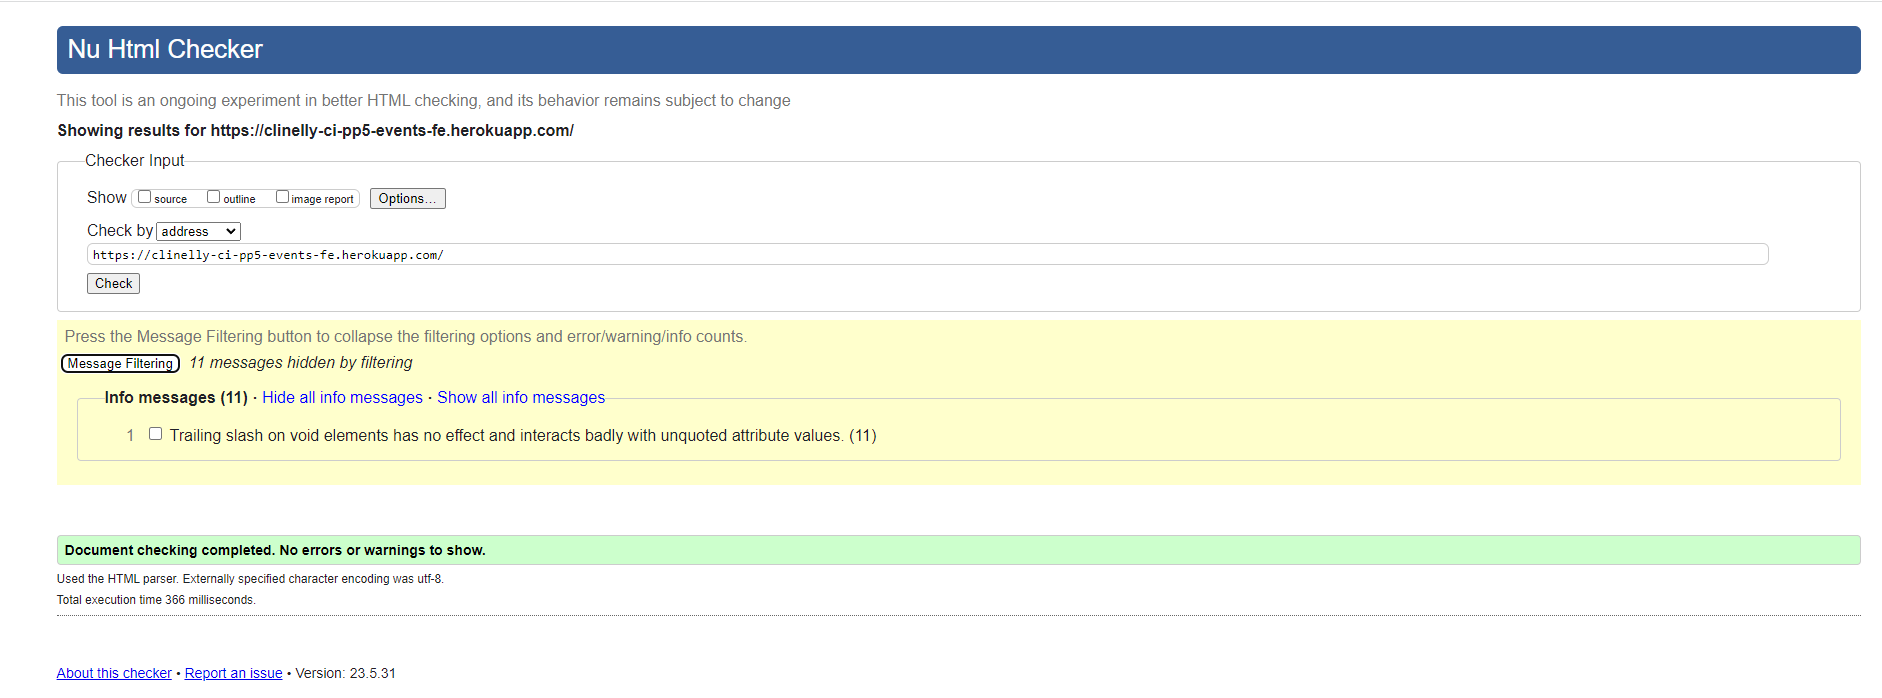 Nu Html Checker
This tool is an ongoing experiment in better HTML checking, and its behavior remains subject to change
Showing results for https://clinelly-ci-pp5-events-fe.herokuapp.com/
Checker Input
Show source outline image report Options...
Check by address
https://clinelly-ci-pp5-events-fe.herokuapp.com/
Check
Press the Message Filtering button to collapse the filtering options and error/warning/info counts.
Message Filtering 11 messages hidden by filtering
Info messages (11) · Hide all info messages · Show all info messages
1 Trailing slash on void elements has no effect and interacts badly with unquoted attribute values. (11)
Document checking completed. No errors or warnings to show.
Used the HTML parser. Externally specified character encoding was utf-8.
Total execution time 366 milliseconds.
About this checker • Report an issue • Version: 23.5.31